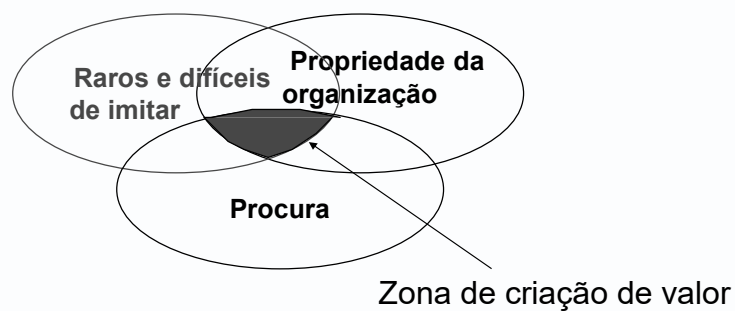 Raros e difíceis
de imitar
Propriedade da
organização
Procura
Zona de criação de valor